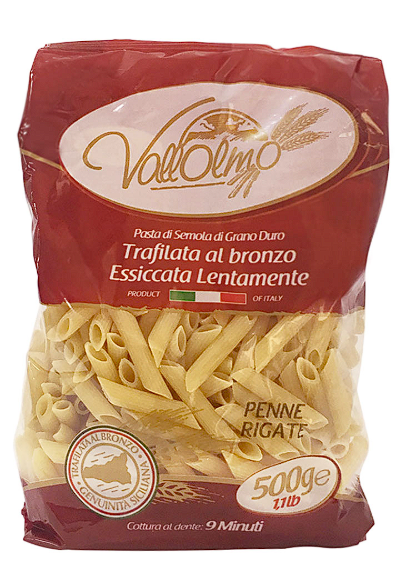 VallOlmo
Pasta di Semola di Grano Duro
Trafilata al bronzo
Essiccata Lentamente
PRODUCT OF ITALY
PENNE
RIGATE
TRAFILATA AL BRONZO
GENUINITÀ SICILIANA
500g℮
1,1lb
Cottura al dente: 9 Minuti